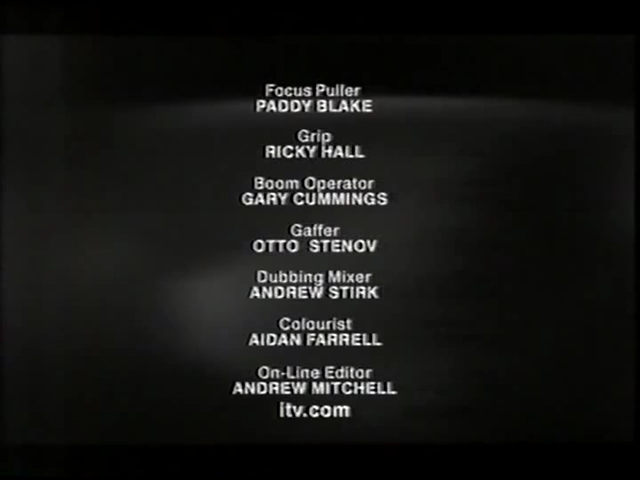 Focus Puller
PADDY BLAKE
Grip
RICKY HALL
Boom Operator
GARY CUMMINGS
Gaffer
OTTO STENOV
Dubbing Mixer
ANDREW STIRK
Colourist
AIDAN FARRELL
On-Line Editor
ANDREW MITCHELL
itv.com